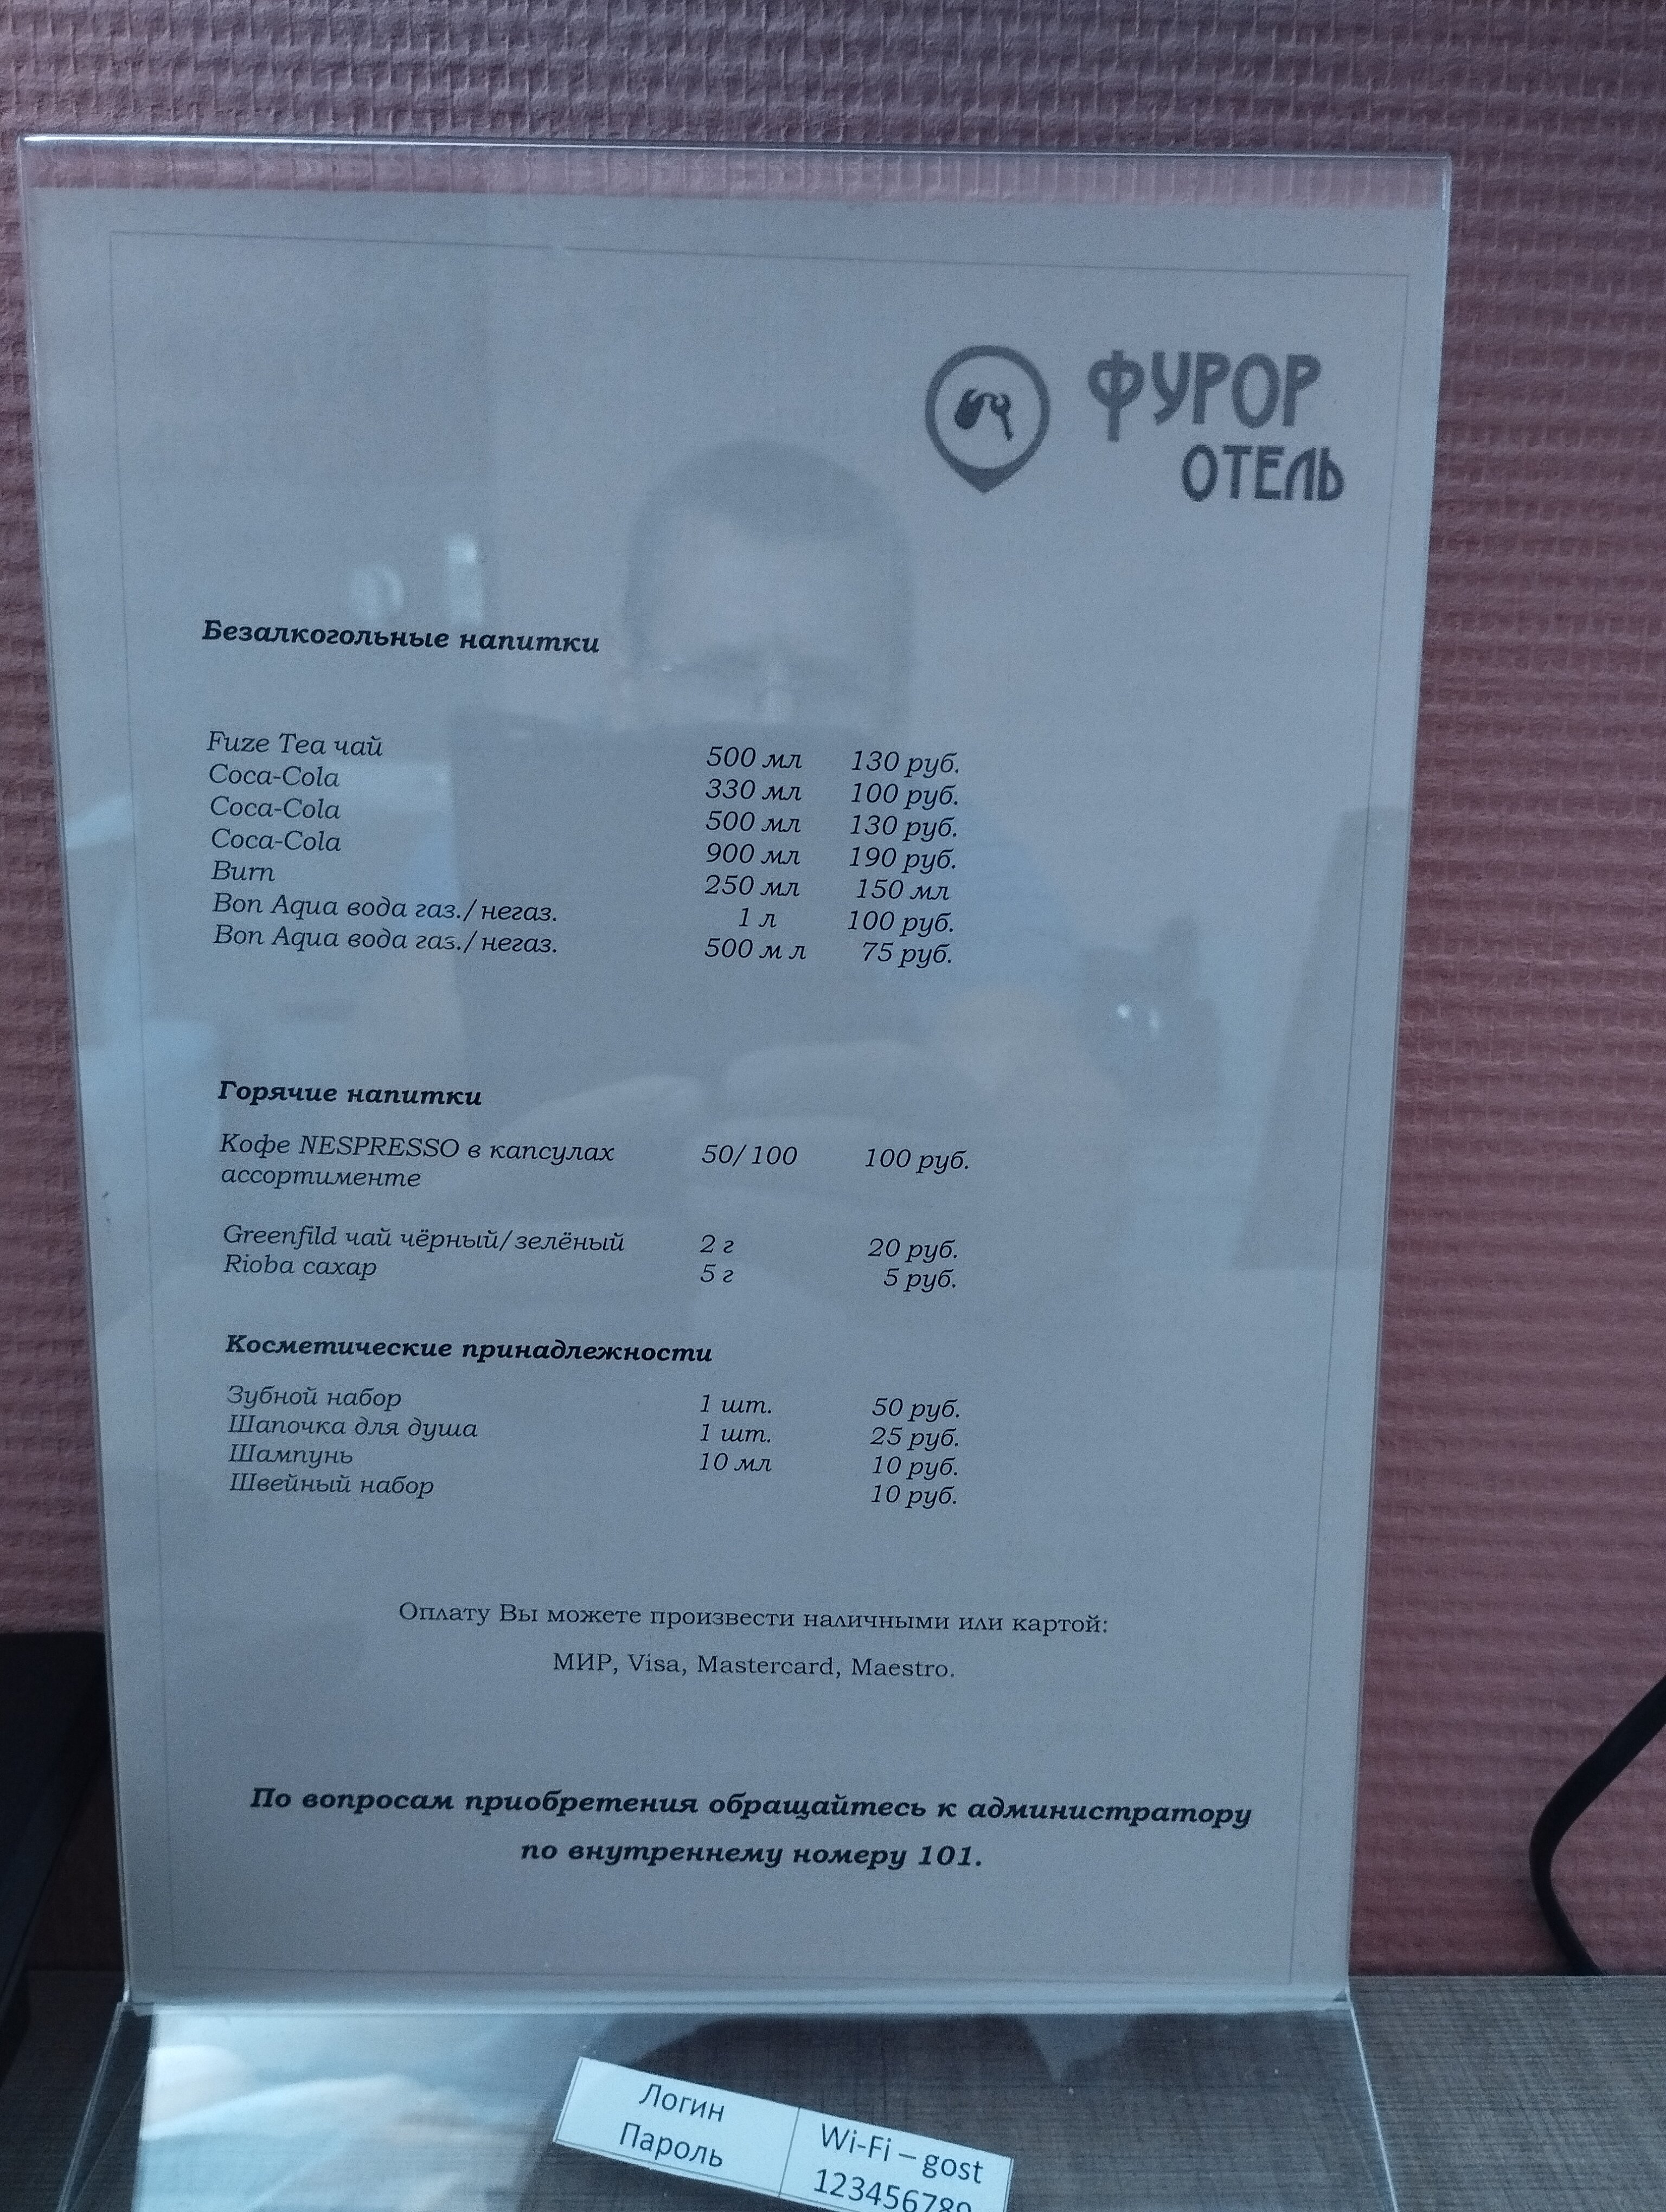 ФУРОР
ОТЕЛЬ
Безалкогольные напитки
Fuze Tea чай 500 мл 130 руб.
Coca-Cola 330 мл 100 руб.
Coca-Cola 500 мл 130 руб.
Coca-Cola 900 мл 190 руб.
Burn 250 мл 150 мл
Bon Aqua вода газ./негаз. 1 л 100 руб.
Bon Aqua вода газ./негаз. 500 м л 75 руб.
Горячие напитки
Кофе NESPRESSO в капсулах 50/100 100 руб.
ассортименте
Greenfild чай чёрный/зелёный 2 г 20 руб.
Rioba сахар 5 г 5 руб.
Косметические принадлежности
Зубной набор 1 шт. 50 руб.
Шапочка для душа 1 шт. 25 руб.
Шампунь 10 мл 10 руб.
Швейный набор 10 руб.
Оплату Вы можете произвести наличными или картой:
МИР, Visa, Mastercard, Maestro.
По вопросам приобретения обращайтесь к администратору
по внутреннему номеру 101.
Логин Wi-Fi – gost
Пароль 123456789